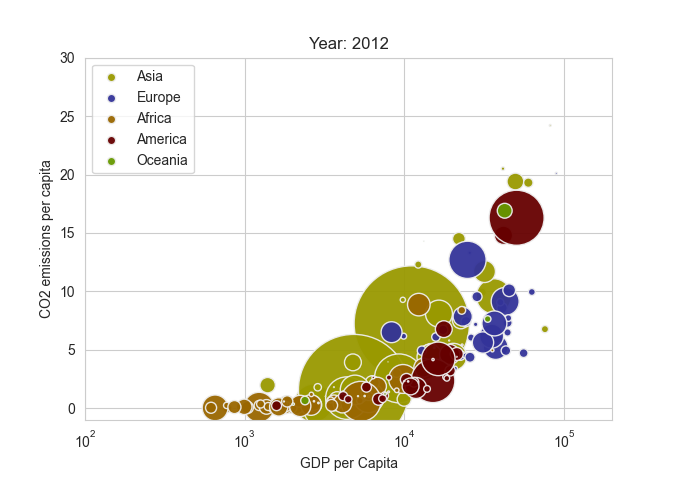 Year: 2012
CO2 emissions per capita
30
25
20
15
10
5
0
Asia
Europe
Africa
America
Oceania
10²
10³
10⁴
10⁵
GDP per Capita